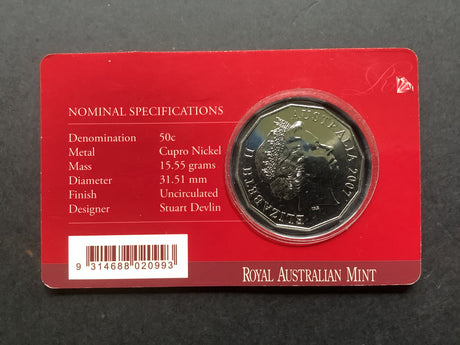 NOMINAL SPECIFICATIONS
Denomination 50c
Metal Cupro Nickel
Mass 15.55 grams
Diameter 31.51 mm
Finish Uncirculated
Designer Stuart Devlin
ELIZABETH II AUSTRALIA 2007
IRB
9 314688 020993
ROYAL AUSTRALIAN MINT